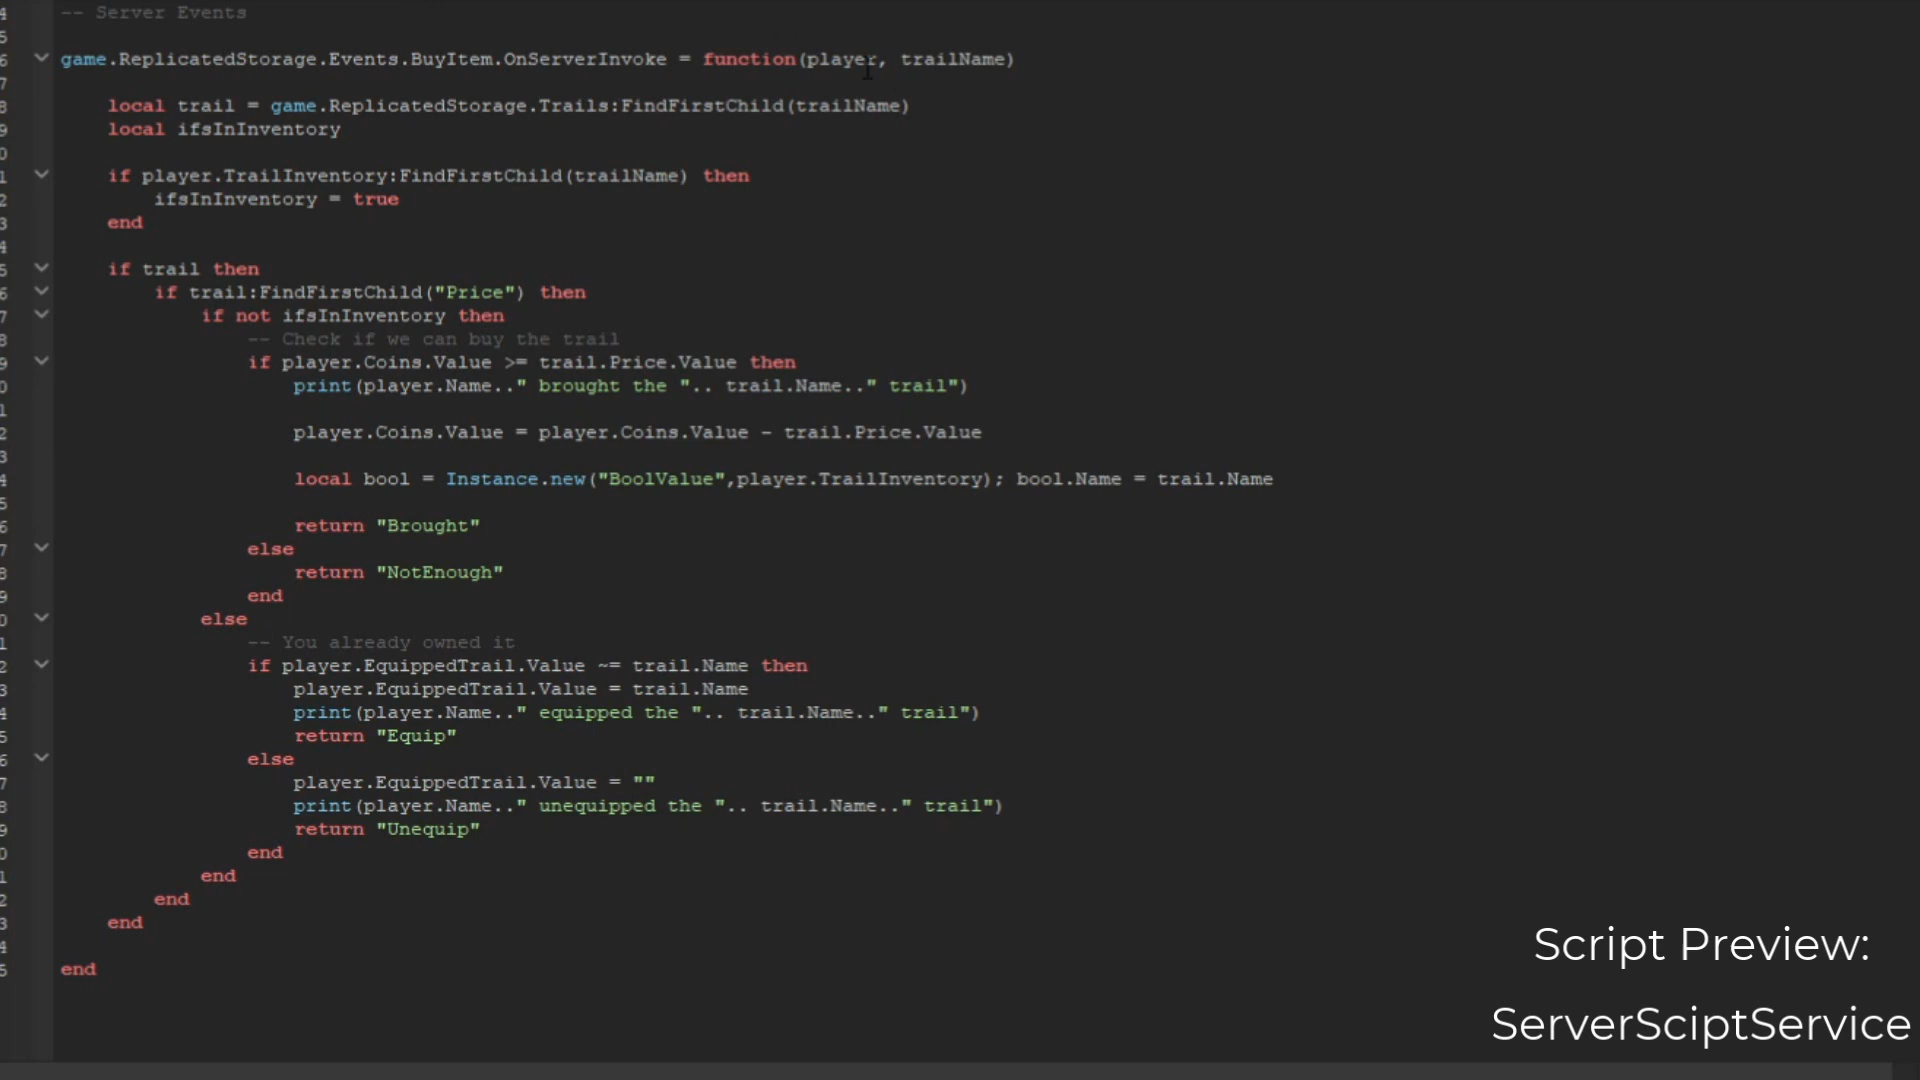 -- Server Events
game.ReplicatedStorage.Events.BuyItem.OnServerInvoke = function(player, trailName)
local trail = game.ReplicatedStorage.Trails:FindFirstChild(trailName)
local ifsInInventory
if player.TrailInventory:FindFirstChild(trailName) then
ifsInInventory = true
end
if trail then
if trail:FindFirstChild("Price") then
if not ifsInInventory then
-- Check if we can buy the trail
if player.Coins.Value >= trail.Price.Value then
print(player.Name.." brought the ".. trail.Name.." trail")
player.Coins.Value = player.Coins.Value - trail.Price.Value
local bool = Instance.new("BoolValue",player.TrailInventory); bool.Name = trail.Name
return "Brought"
else
return "NotEnough"
end
else
-- You already owned it
if player.EquippedTrail.Value ~= trail.Name then
player.EquippedTrail.Value = trail.Name
print(player.Name.." equipped the ".. trail.Name.." trail")
return "Equip"
else
player.EquippedTrail.Value = ""
print(player.Name.." unequipped the ".. trail.Name.." trail")
return "Unequip"
end
end
end
end
end
Script Preview:
ServerSciptService